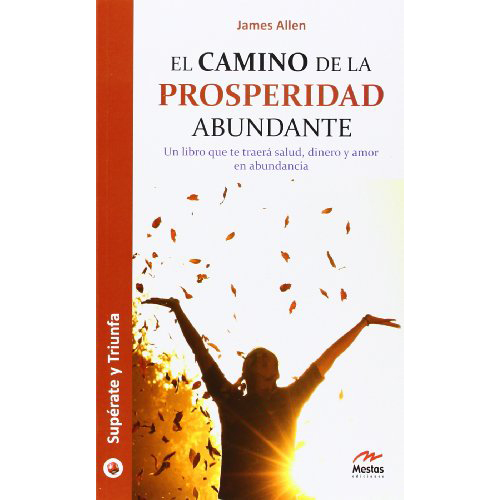 James Allen
EL CAMINO DE LA
PROSPERIDAD
ABUNDANTE
Un libro que te traerá salud, dinero y amor
en abundancia
Supérate y Triunfa
Mestas
ediciones